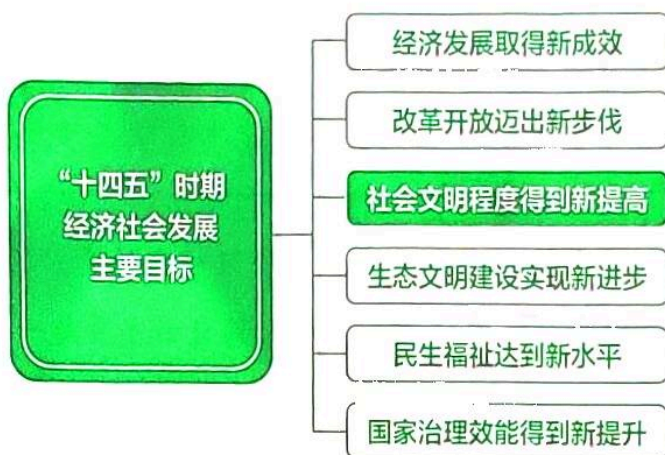 “十四五”时期
经济社会发展
主要目标
经济发展取得新成效
改革开放迈出新步伐
社会文明程度得到新提高
生态文明建设实现新进步
民生福祉达到新水平
国家治理效能得到新提升